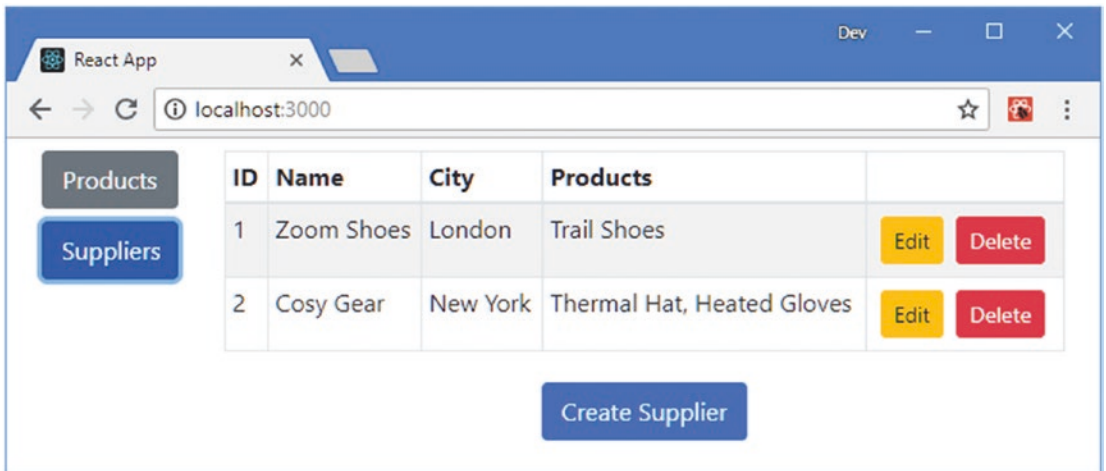 Dev
React App
localhost:3000
Products
Suppliers
ID Name City Products
1 Zoom Shoes London Trail Shoes Edit Delete
2 Cosy Gear New York Thermal Hat, Heated Gloves Edit Delete
Create Supplier